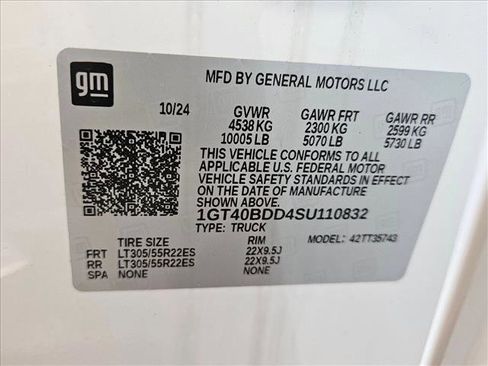 gm
MFD BY GENERAL MOTORS LLC
10/24 GVWR GAWR FRT GAWR RR
4538 KG 2300 KG 2599 KG
10005 LB 5070 LB 5730 LB
THIS VEHICLE CONFORMS TO ALL
APPLICABLE U.S. FEDERAL MOTOR
VEHICLE SAFETY STANDARDS IN EFFECT
ON THE DATE OF MANUFACTURE
SHOWN ABOVE.
1GT40BDD4SU110832
TYPE: TRUCK MODEL: 42TT35743
TIRE SIZE RIM
FRT LT305/55R22ES 22X9.5J
RR LT305/55R22ES 22X9.5J
SPA NONE NONE